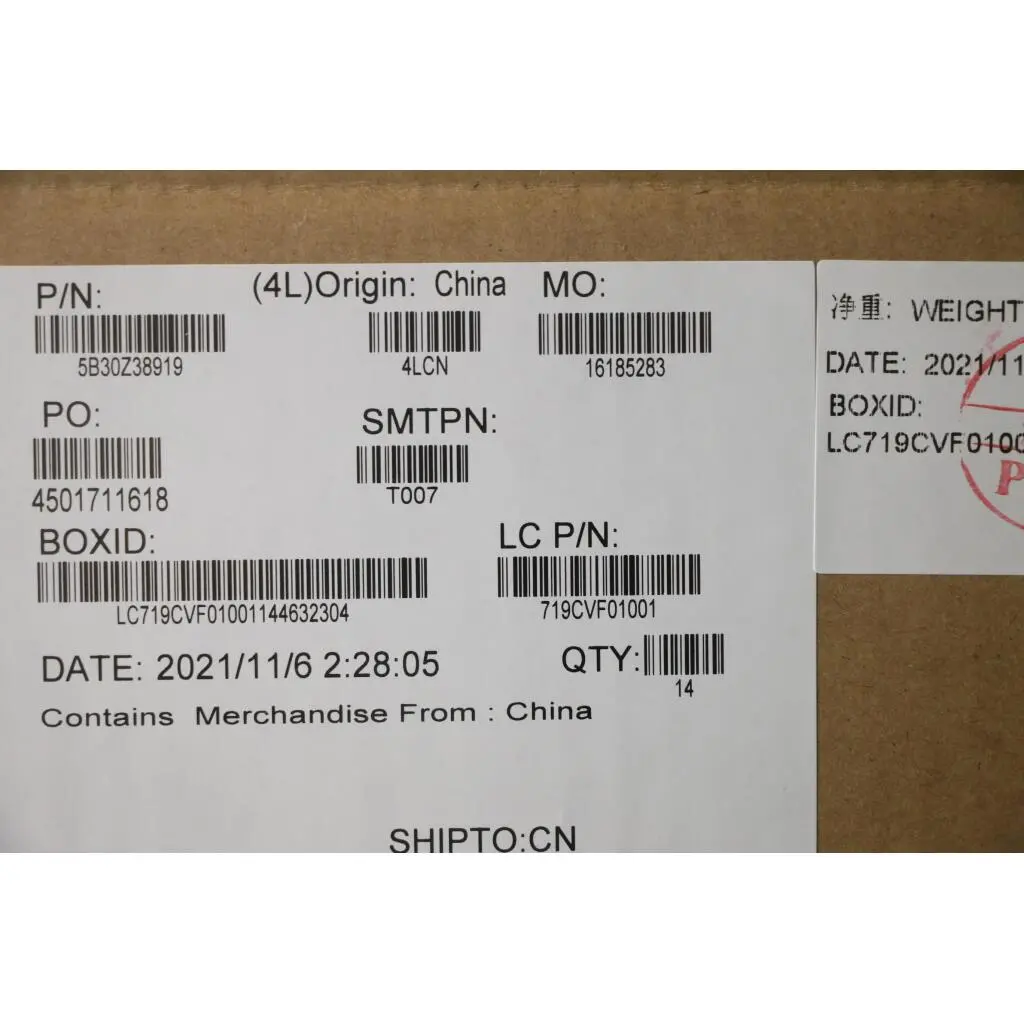 P/N:
(4L)Origin: China
MO:
5B30Z38919
4LCN
16185283
PO:
SMTPN:
4501711618
T007
BOXID:
LC P/N:
LC719CVF01001144632304
719CVF01001
DATE: 2021/11/6 2:28:05
QTY:
14
Contains Merchandise From : China
SHIPTO:CN
净重: WEIGHT
DATE: 2021/11
BOXID:
LC719CVF0100
P